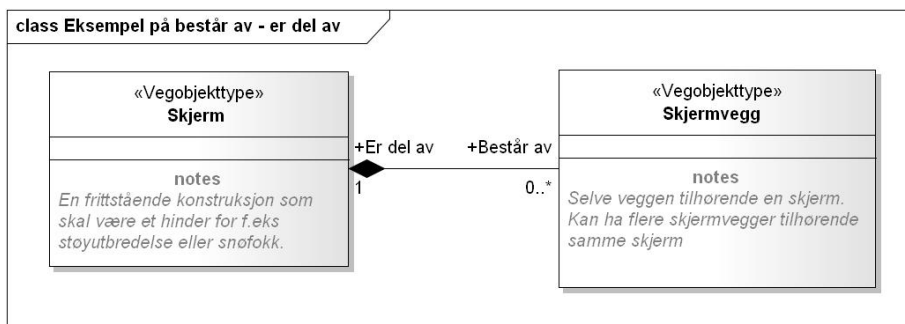 class Eksempel på består av - er del av
«Vegobjekttype»
Skjerm
notes
En frittstående konstruksjon som
skal være et hinder for f.eks
støyutbredelse eller snøfokk.
+Er del av
1
+Består av
0..*
«Vegobjekttype»
Skjermvegg
notes
Selve veggen tilhørende en skjerm.
Kan ha flere skjermvegger tilhørende
samme skjerm